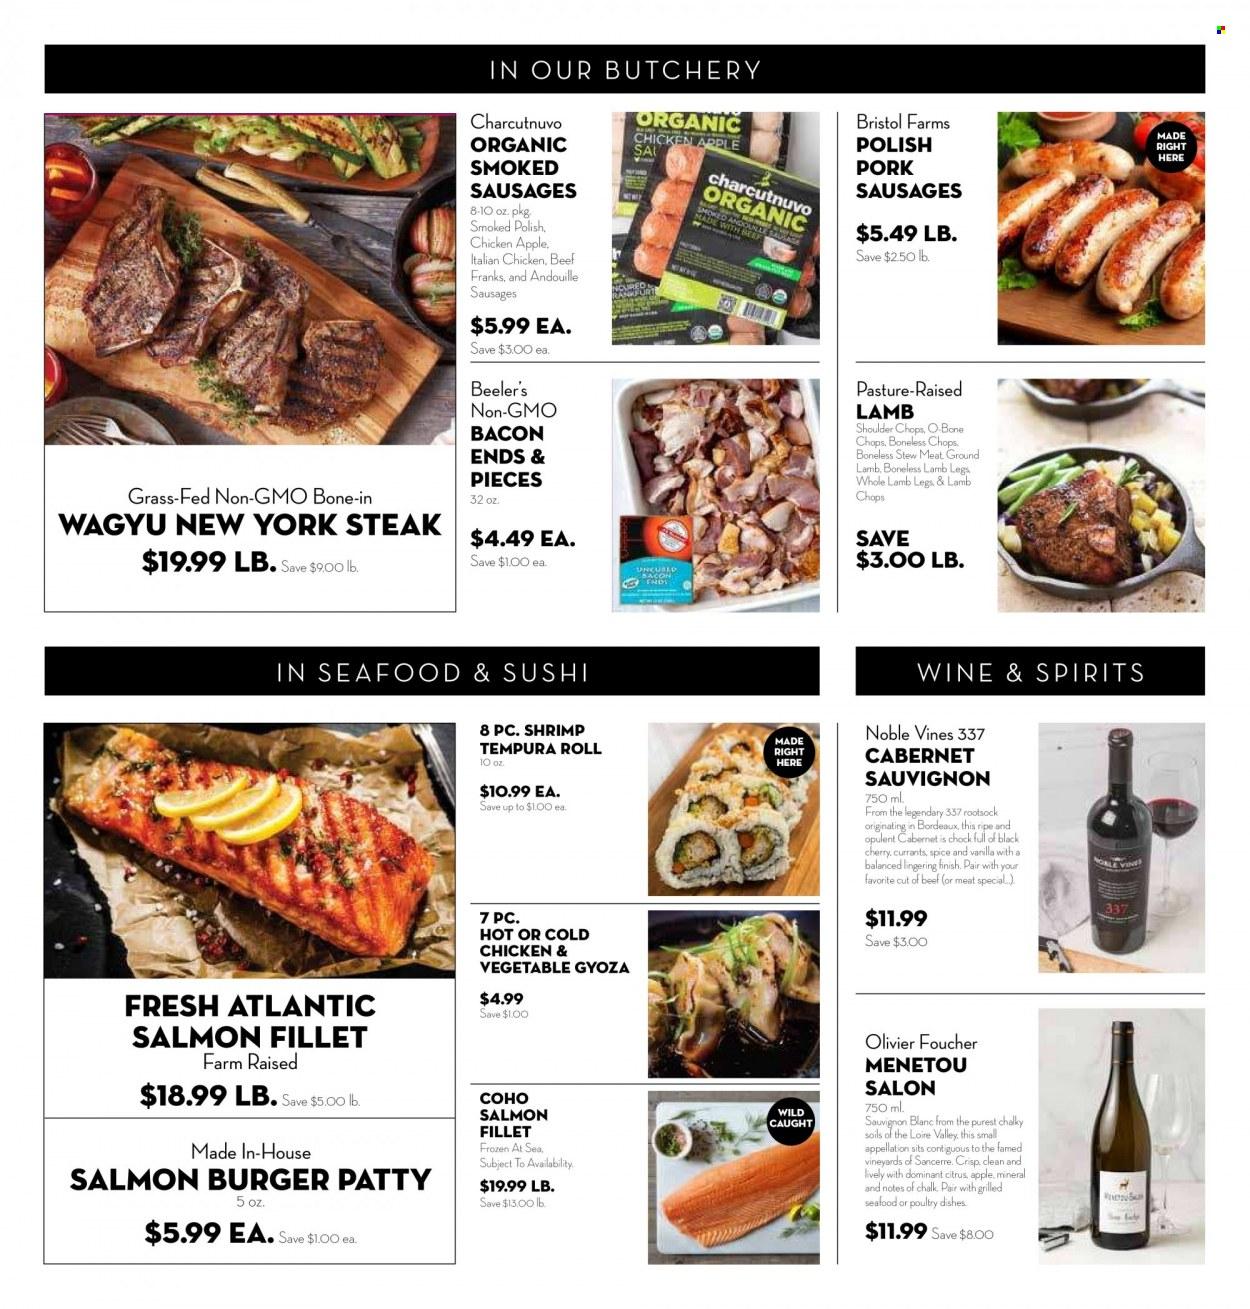 IN OUR BUTCHERY
Grass-Fed Non-GMO Bone-in
WAGYU NEW YORK STEAK
$19.99 LB. Save $9.00 lb.
Charcutnuvo
ORGANIC
SMOKED
SAUSAGES
8-10 oz. pkg.
Smoked Polish,
Chicken Apple,
Italian Chicken, Beef
Franks, and Andouille
Sausages
$5.99 EA.
Save $3.00 ea.
ORGANIC
CHICKEN APPLE
charcutnuvo
ORGANIC
SMOKED ANDOUILLE SAUSAGE
MADE WITH BEEF
Beeler's
Non-GMO
BACON
ENDS &
PIECES
32 oz.
$4.49 EA.
Save $1.00 ea.
UNCURED
BACON
ENDS
Bristol Farms
POLISH
PORK
SAUSAGES
$5.49 LB.
Save $2.50 lb.
MADE
RIGHT
HERE
Pasture-Raised
LAMB
Shoulder Chops, O-Bone
Chops, Boneless Chops,
Boneless Stew Meat, Ground
Lamb, Boneless Lamb Legs,
Whole Lamb Legs, & Lamb
Chops
SAVE
$3.00 LB.
IN SEAFOOD & SUSHI
FRESH ATLANTIC
SALMON FILLET
Farm Raised
$18.99 LB. Save $5.00 lb.
Made In-House
SALMON BURGER PATTY
5 oz.
$5.99 EA. Save $1.00 ea.
8 PC. SHRIMP
TEMPURA ROLL
10 oz.
$10.99 EA.
Save up to $1.00 ea.
MADE
RIGHT
HERE
7 PC.
HOT OR COLD
CHICKEN &
VEGETABLE GYOZA
$4.99
Save $1.00
COHO
SALMON
FILLET
Frozen At Sea,
Subject To Availability.
$19.99 LB.
Save $13.00 lb.
WILD
CAUGHT
WINE & SPIRITS
Noble Vines 337
CABERNET
SAUVIGNON
750 ml.
From the legendary 337 rootsock
originating in Bordeaux, this ripe and
opulent Cabernet is chock full of black
cherry, currants, spice and vanilla with a
balanced lingering finish. Pair with your
favorite cut of beef (or meat special...).
$11.99
Save $3.00
NOBLE VINES
337
Olivier Foucher
MENETOU
SALON
750 ml.
Sauvignon Blanc from the purest chalky
soils of the Loire Valley, this small
appellation sits contiguous to the famed
vineyards of Sancerre. Crisp, clean and
lively with dominant citrus, apple, mineral
and notes of chalk. Pair with grilled
seafood or poultry dishes.
$11.99 Save $8.00
MENETOU-SALON